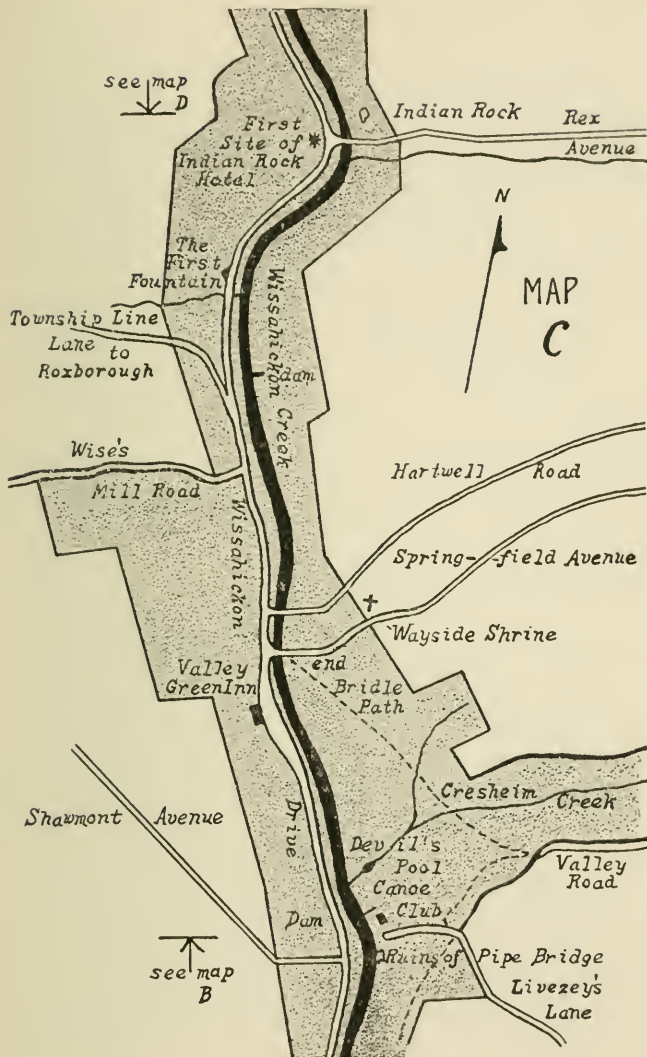 see map
D
First
Site of
Indian Rock
Hotel
Indian Rock
Rex
Avenue
N
MAP
C
The
First
Fountain
Township Line
Lane to
Roxborough
Wissahickon Creek
dam
Wise's
Mill Road
Hartwell Road
Spring-field Avenue
Wayside Shrine
Wissahickon
end
Bridle
Path
Valley
Green Inn
Shawmont Avenue
Drive
Cresheim
Creek
Devil's
Pool
Canoe
Club
Valley
Road
Dam
Ruins of Pipe Bridge
Livezey's
Lane
see map
B